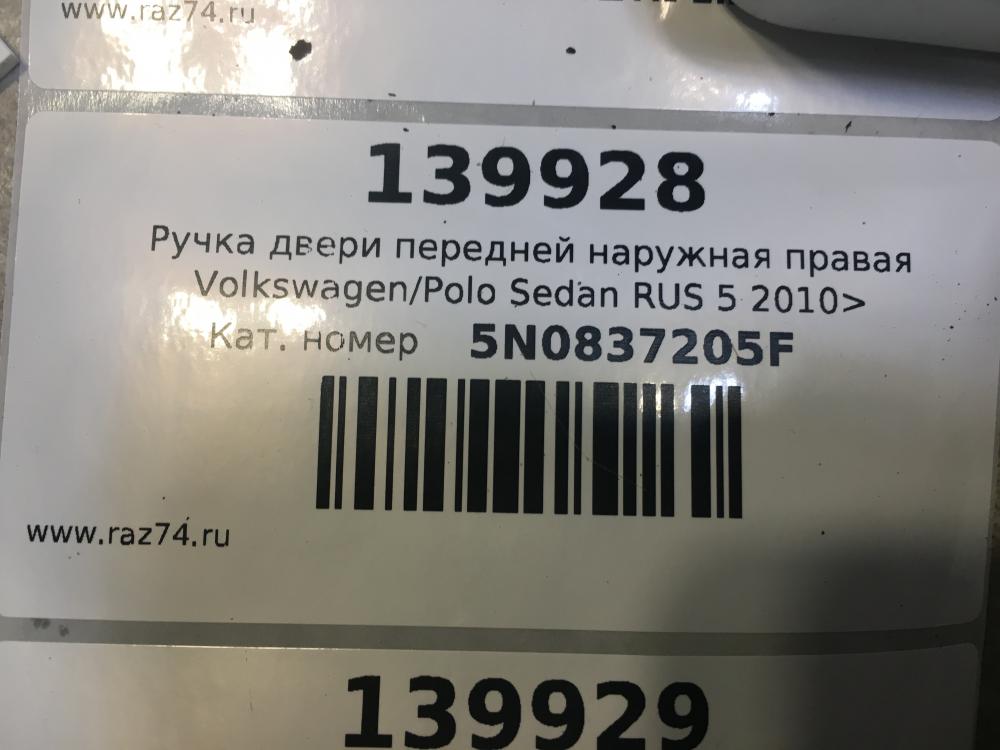 www.raz74.ru
139928
Ручка двери передней наружная правая
Volkswagen/Polo Sedan RUS 5 2010>
Кат. номер 5N0837205F
www.raz74.ru
139929